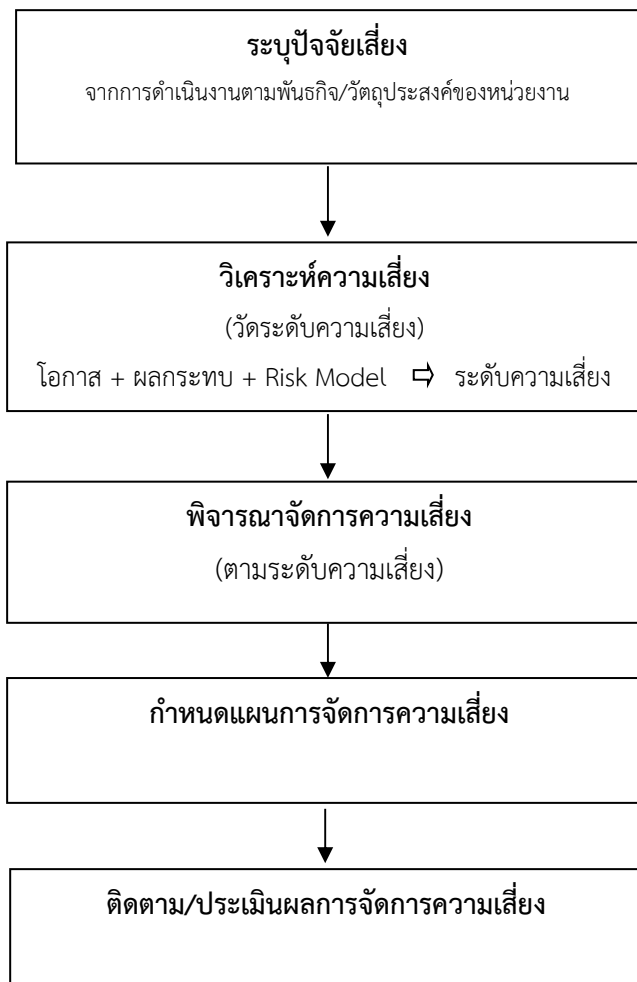 ระบุปัจจัยเสี่ยง
จากการดำเนินงานตามพันธกิจ/วัตถุประสงค์ของหน่วยงาน
วิเคราะห์ความเสี่ยง
(วัดระดับความเสี่ยง)
โอกาส + ผลกระทบ + Risk Model ⇨ ระดับความเสี่ยง
พิจารณาจัดการความเสี่ยง
(ตามระดับความเสี่ยง)
กำหนดแผนการจัดการความเสี่ยง
ติดตาม/ประเมินผลการจัดการความเสี่ยง